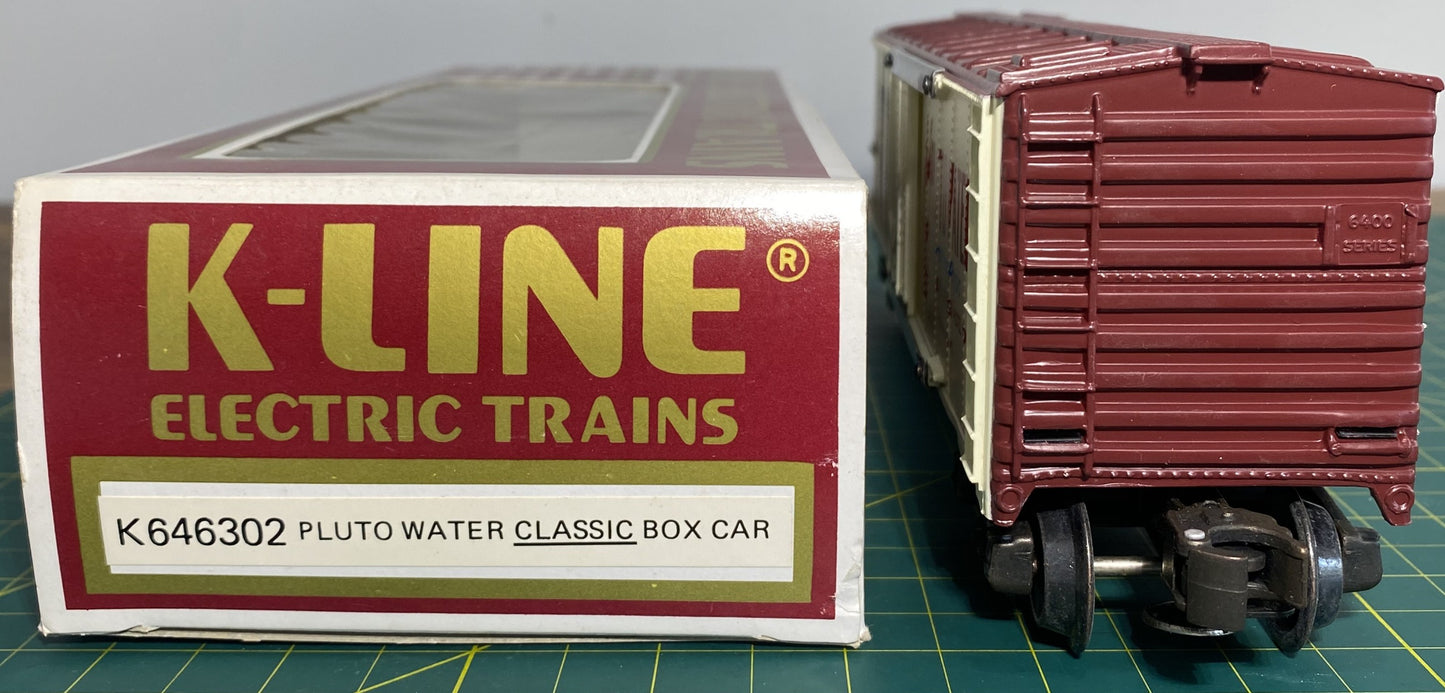 K-LINE®
ELECTRIC TRAINS
K646302 PLUTO WATER CLASSIC BOX CAR
6400
SERIES